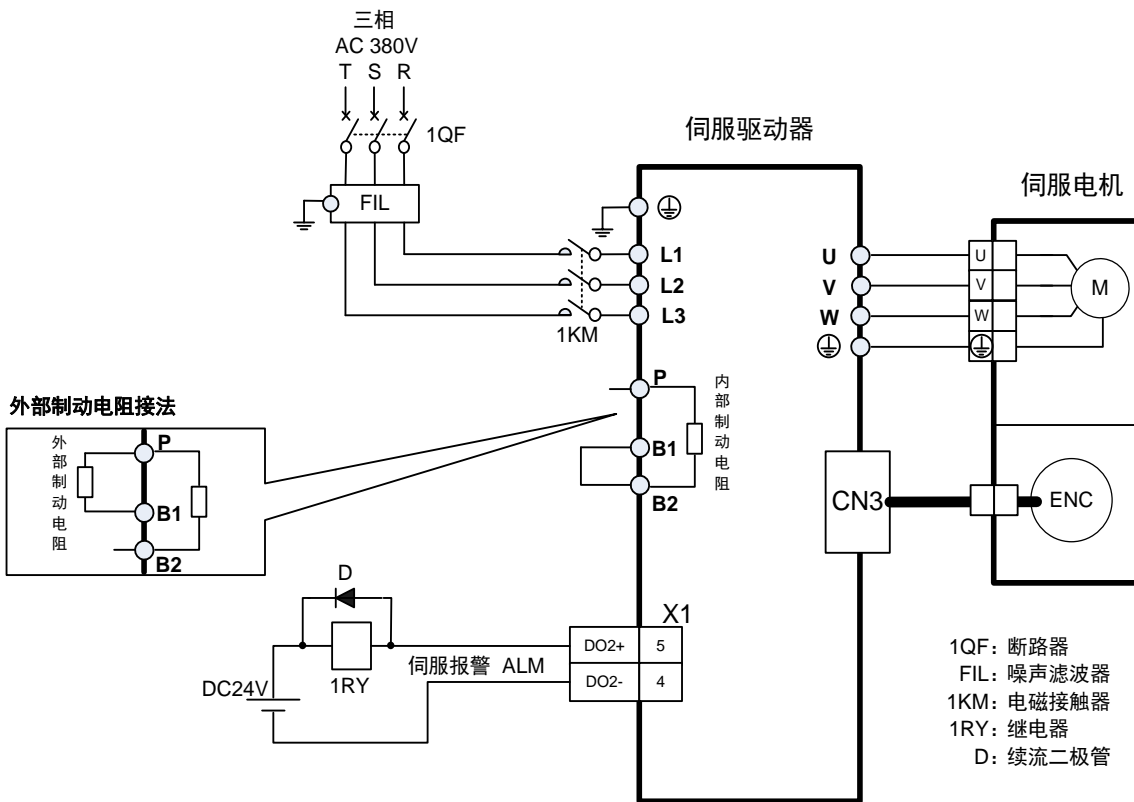 三相
AC 380V
T S R
1QF
FIL
伺服驱动器
伺服电机
L1
L2
L3
1KM
U
V
W
U
V
W
M
P
B1
B2
内部制动电阻
外部制动电阻接法
外部制动电阻
P
B1
B2
CN3
ENC
X1
D
1RY
DC24V
伺服报警 ALM
DO2+ 5
DO2- 4
1QF: 断路器
FIL: 噪声滤波器
1KM: 电磁接触器
1RY: 继电器
D: 续流二极管